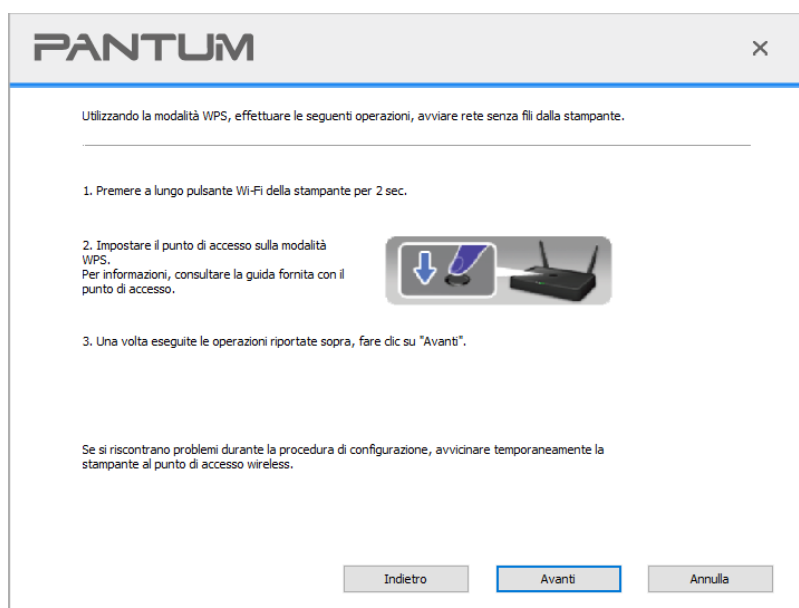 PANTUM
Utilizzando la modalità WPS, effettuare le seguenti operazioni, avviare rete senza fili dalla stampante.
1. Premere a lungo pulsante Wi-Fi della stampante per 2 sec.
2. Impostare il punto di accesso sulla modalità
WPS.
Per informazioni, consultare la guida fornita con il
punto di accesso.
3. Una volta eseguite le operazioni riportate sopra, fare clic su "Avanti".
Se si riscontrano problemi durante la procedura di configurazione, avvicinare temporaneamente la
stampante al punto di accesso wireless.
Indietro
Avanti
Annulla